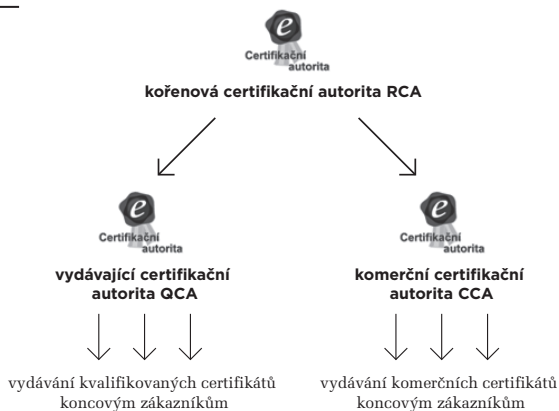 e
Certifikační
autorita
kořenová certifikační autorita RCA
e
Certifikační
autorita
vydávající certifikační
autorita QCA
e
Certifikační
autorita
komerční certifikační
autorita CCA
vydávání kvalifikovaných certifikátů
koncovým zákazníkům
vydávání komerčních certifikátů
koncovým zákazníkům